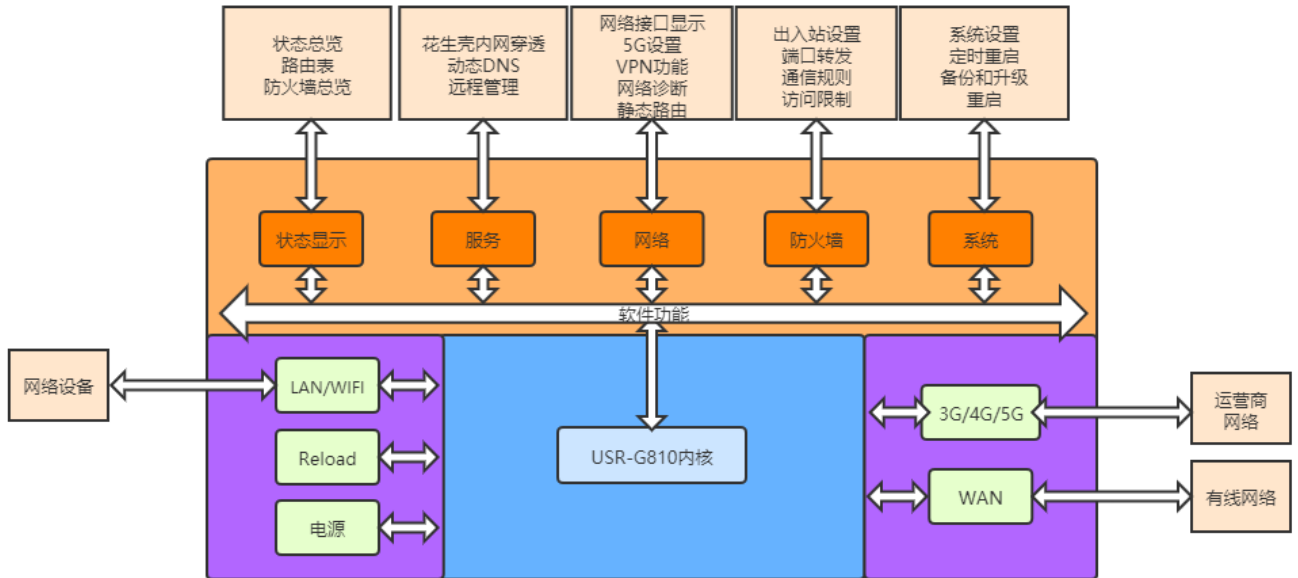 状态总览
路由表
防火墙总览
花生壳内网穿透
动态DNS
远程管理
网络接口显示
5G设置
VPN功能
网络诊断
静态路由
出入站设置
端口转发
通信规则
访问限制
系统设置
定时重启
备份和升级
重启
状态显示
服务
网络
防火墙
系统
软件功能
网络设备
LAN/WIFI
Reload
电源
USR-G810内核
3G/4G/5G
WAN
运营商
网络
有线网络